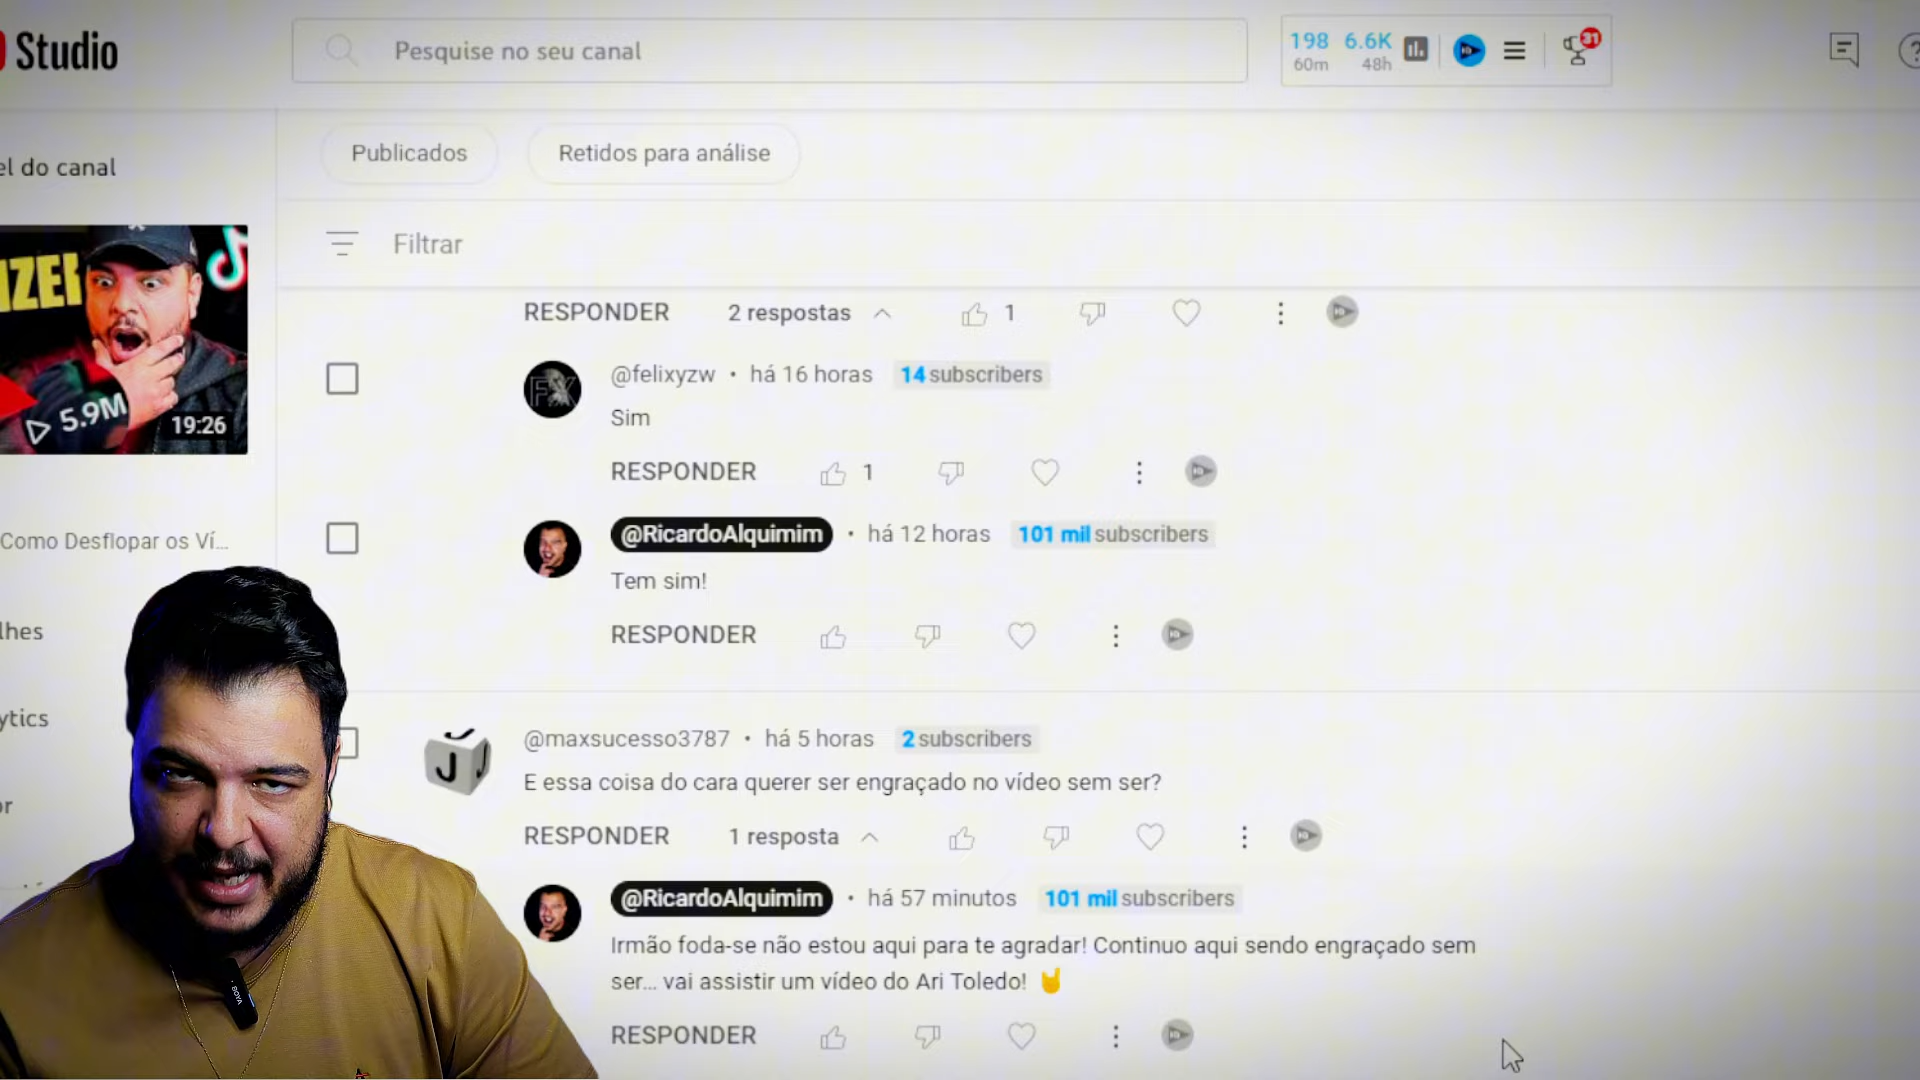 Studio
Pesquise no seu canal
198 6.6K
60m 48h
31
Publicados
Retidos para análise
el do canal
Filtrar
5.9M
19:26
RESPONDER 2 respostas 1
@felixyzw • há 16 horas 14 subscribers
Sim
RESPONDER 1
Como Desflopar os Ví...
@RicardoAlquimim • há 12 horas 101 mil subscribers
Tem sim!
RESPONDER
lhes
ytics
or
@maxsucesso3787 • há 5 horas 2 subscribers
E essa coisa do cara querer ser engraçado no vídeo sem ser?
RESPONDER 1 resposta
@RicardoAlquimim • há 57 minutos 101 mil subscribers
Irmão foda-se não estou aqui para te agradar! Continuo aqui sendo engraçado sem
ser... vai assistir um vídeo do Ari Toledo! 🤘
RESPONDER
BOYA